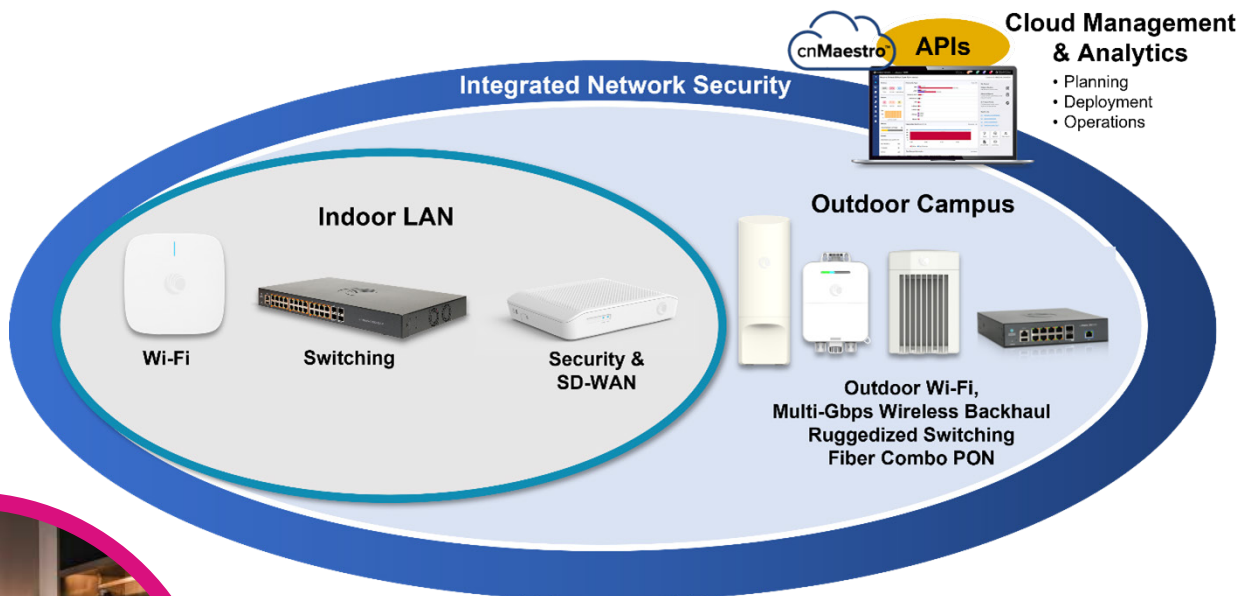 cnMaestro™
APIs
Cloud Management
& Analytics
• Planning
• Deployment
• Operations
Integrated Network Security
Indoor LAN
Wi-Fi
Switching
Security &
SD-WAN
Outdoor Campus
Outdoor Wi-Fi,
Multi-Gbps Wireless Backhaul
Ruggedized Switching
Fiber Combo PON